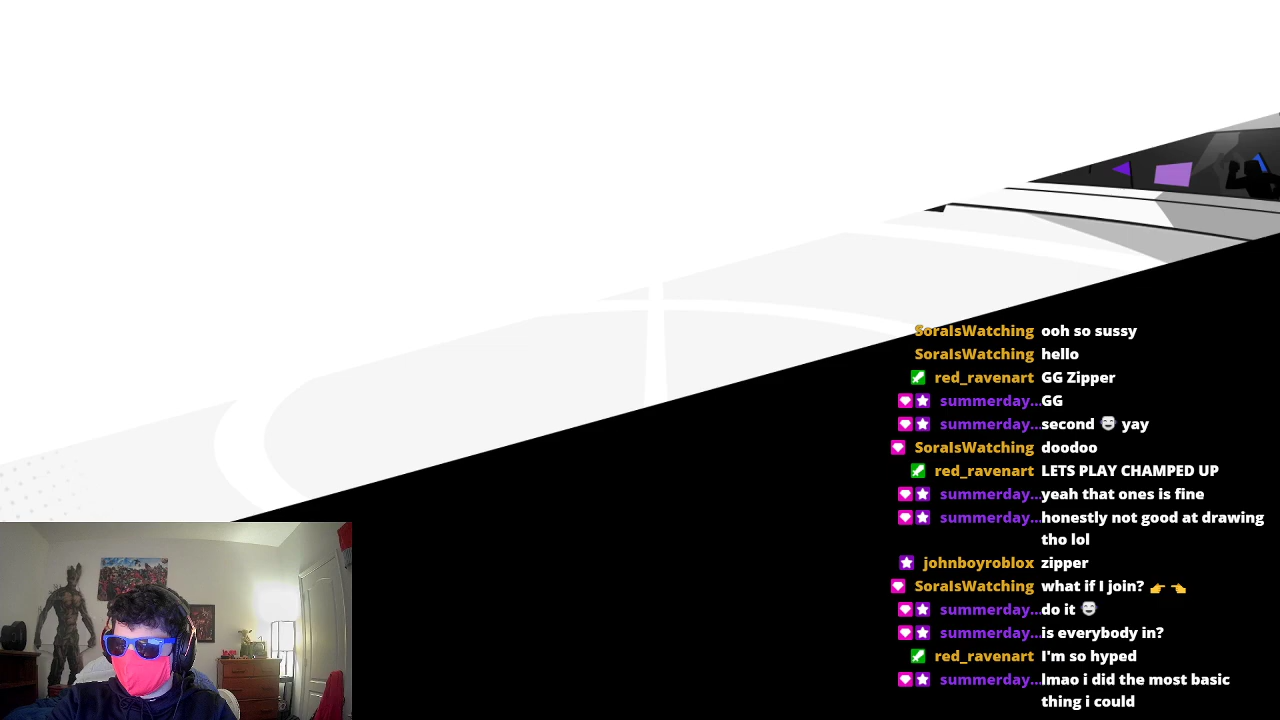 SoraIsWatching ooh so sussy
SoraIsWatching hello
red_ravenart GG Zipper
summerday... GG
summerday... second yay
SoraIsWatching doodoo
red_ravenart LETS PLAY CHAMPED UP
summerday... yeah that ones is fine
summerday... honestly not good at drawing
tho lol
johnboyroblox zipper
SoraIsWatching what if I join? 👉 👈
summerday... do it
summerday... is everybody in?
red_ravenart I'm so hyped
summerday... lmao i did the most basic
thing i could